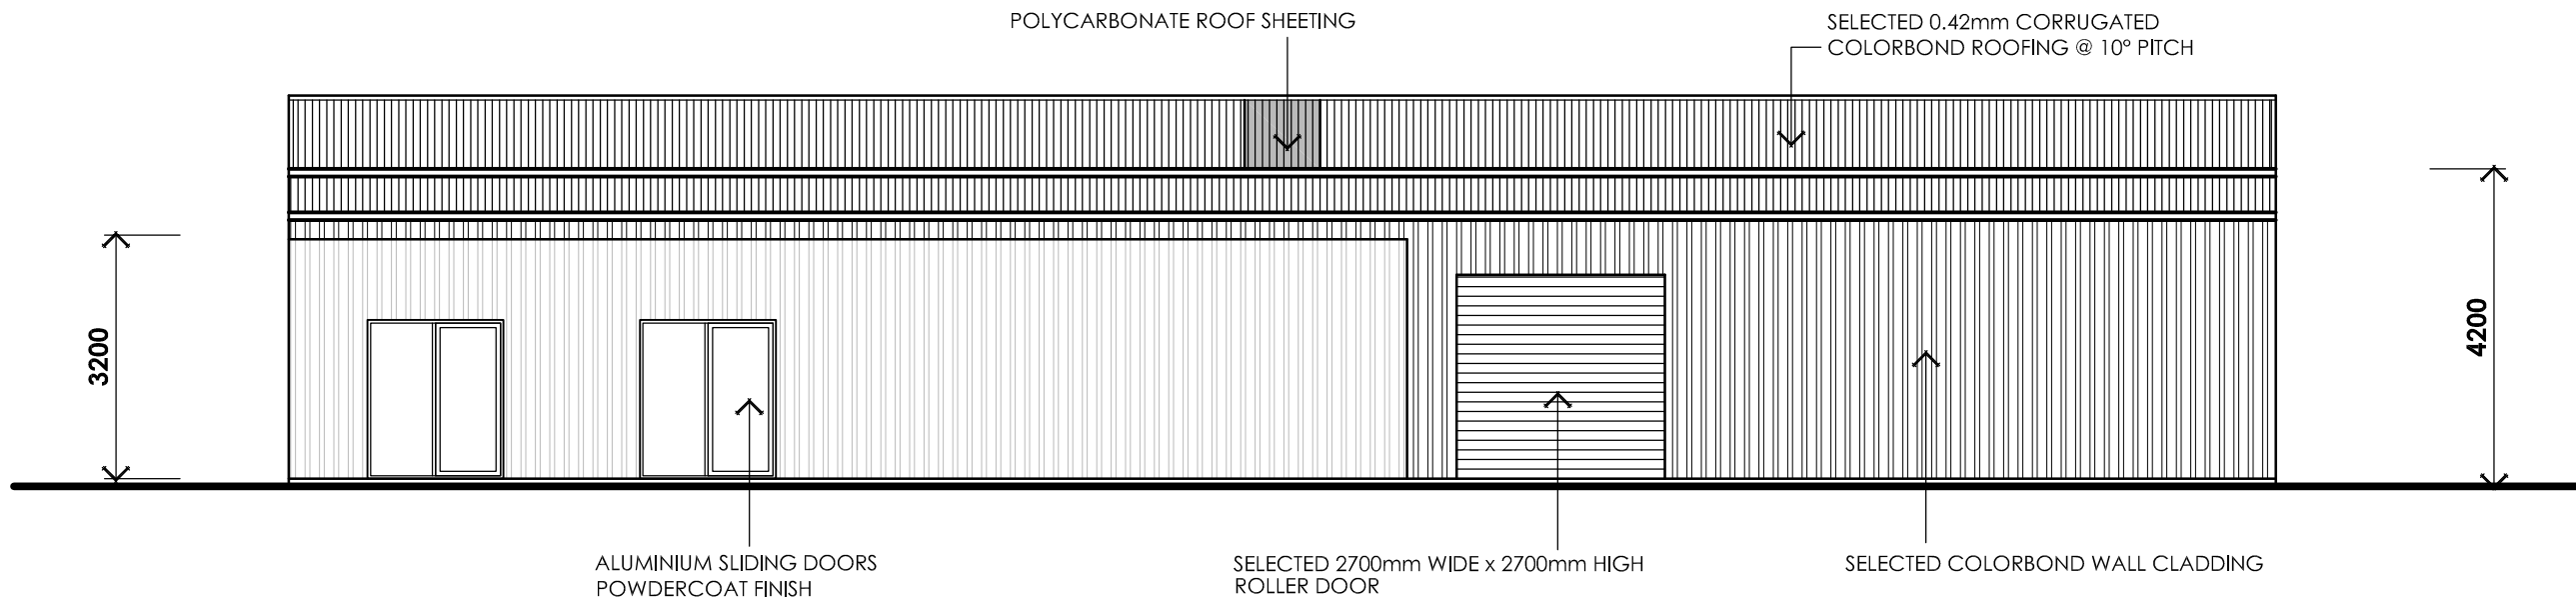 POLYCARBONATE ROOF SHEETING
SELECTED 0.42mm CORRUGATED
COLORBOND ROOFING @ 10° PITCH
3200
4200
ALUMINIUM SLIDING DOORS
POWDERCOAT FINISH
SELECTED 2700mm WIDE x 2700mm HIGH
ROLLER DOOR
SELECTED COLORBOND WALL CLADDING